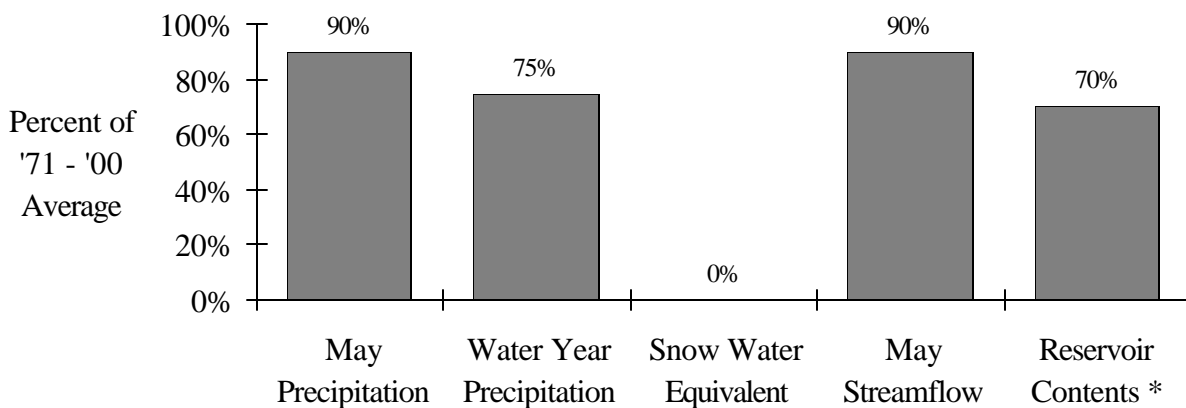 Percent of
'71 - '00
Average
100%
80%
60%
40%
20%
0%
90%
75%
0%
90%
70%
May
Precipitation
Water Year
Precipitation
Snow Water
Equivalent
May
Streamflow
Reservoir
Contents *